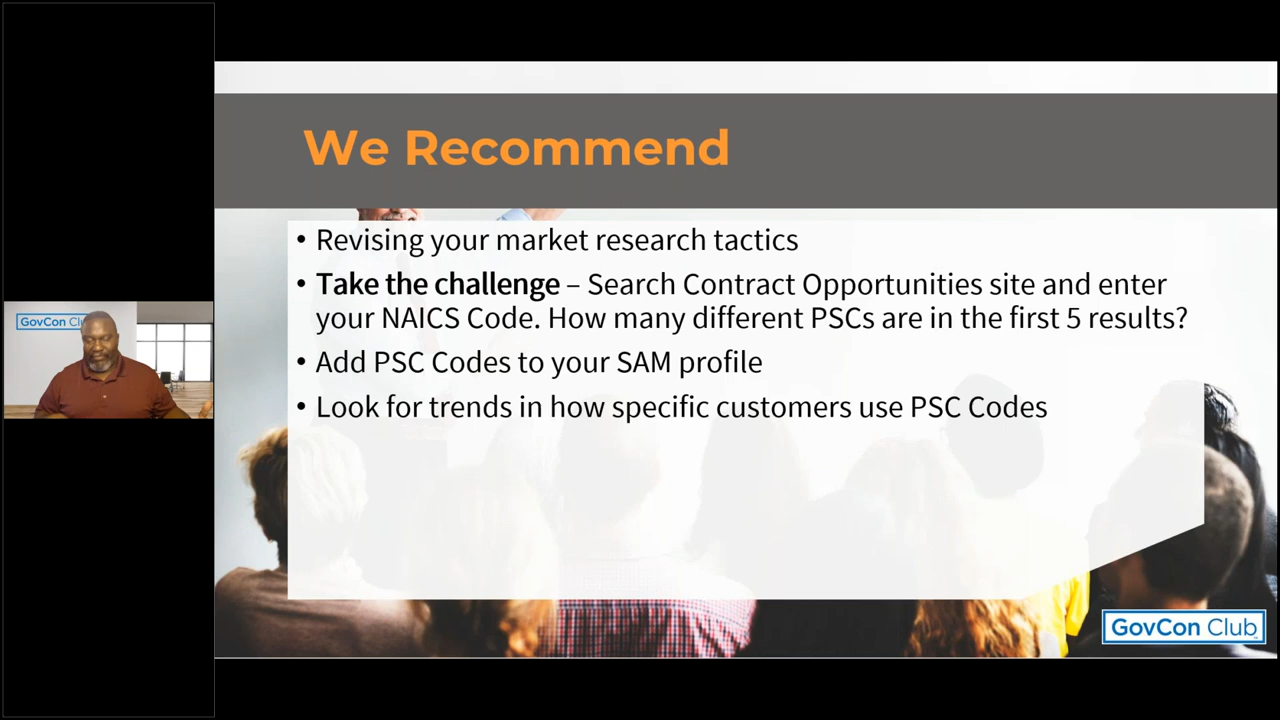 We Recommend
• Revising your market research tactics
• Take the challenge – Search Contract Opportunities site and enter
your NAICS Code. How many different PSCs are in the first 5 results?
• Add PSC Codes to your SAM profile
• Look for trends in how specific customers use PSC Codes
GovCon
GovCon Club